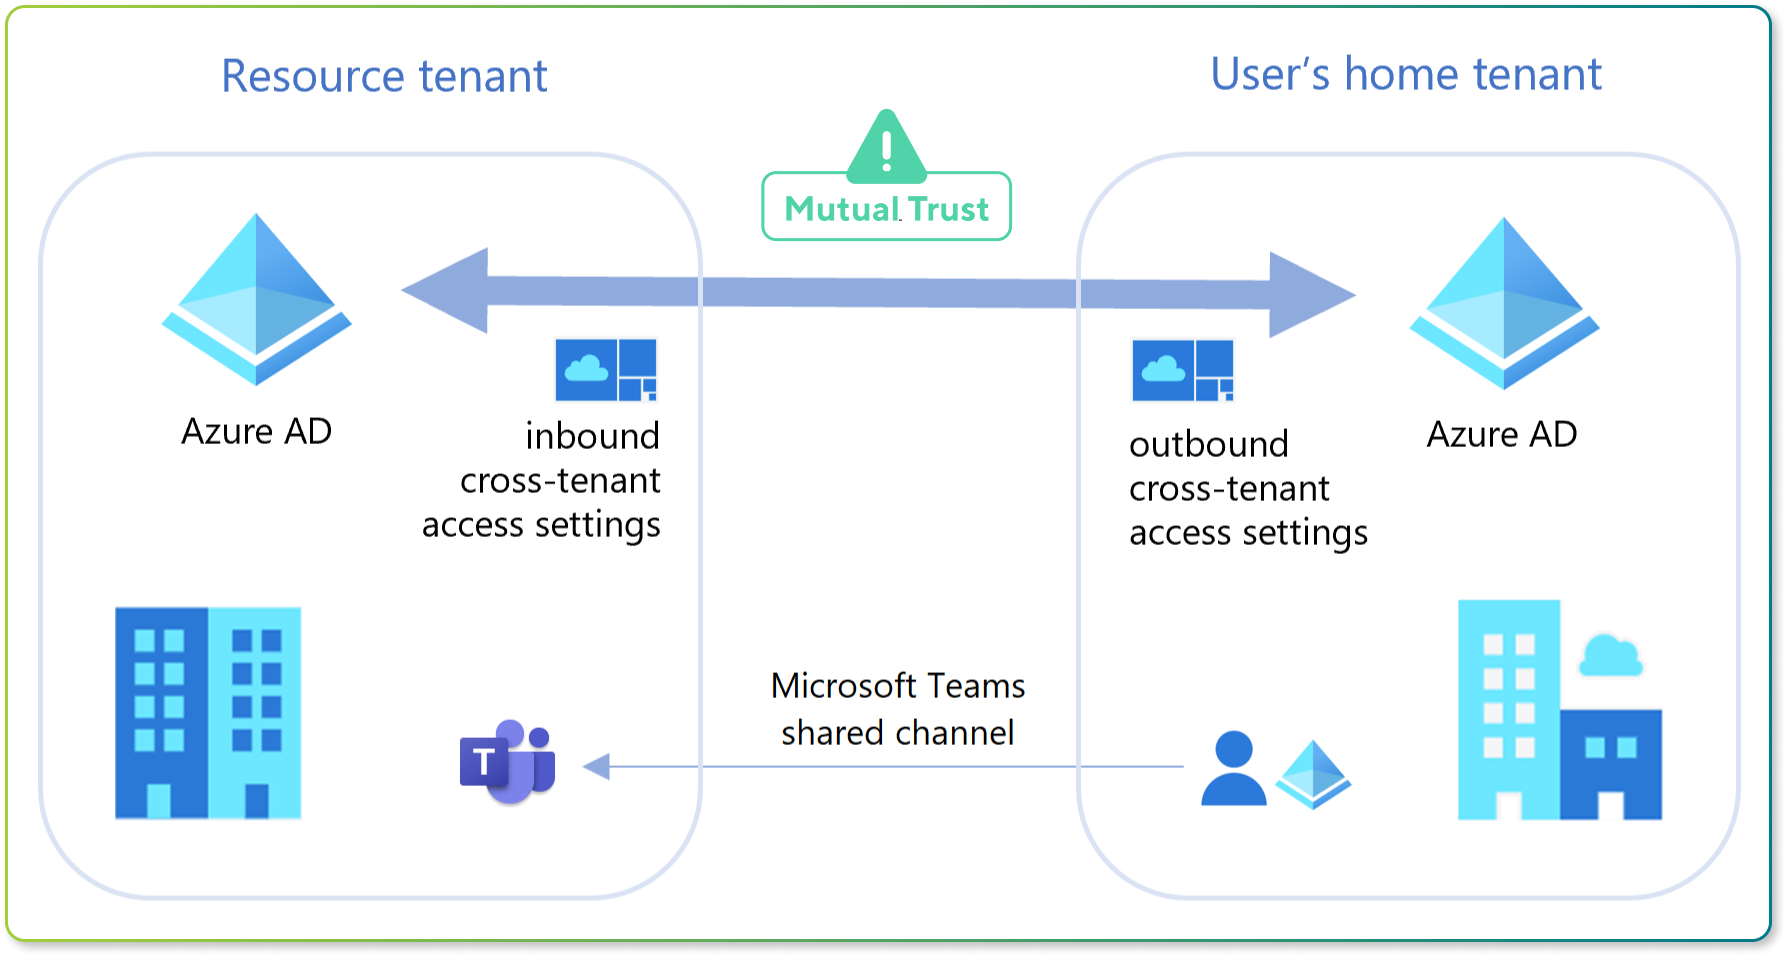 Resource tenant
User’s home tenant
Mutual Trust
Azure AD
inbound
cross-tenant
access settings
outbound
cross-tenant
access settings
Azure AD
Microsoft Teams
shared channel
T